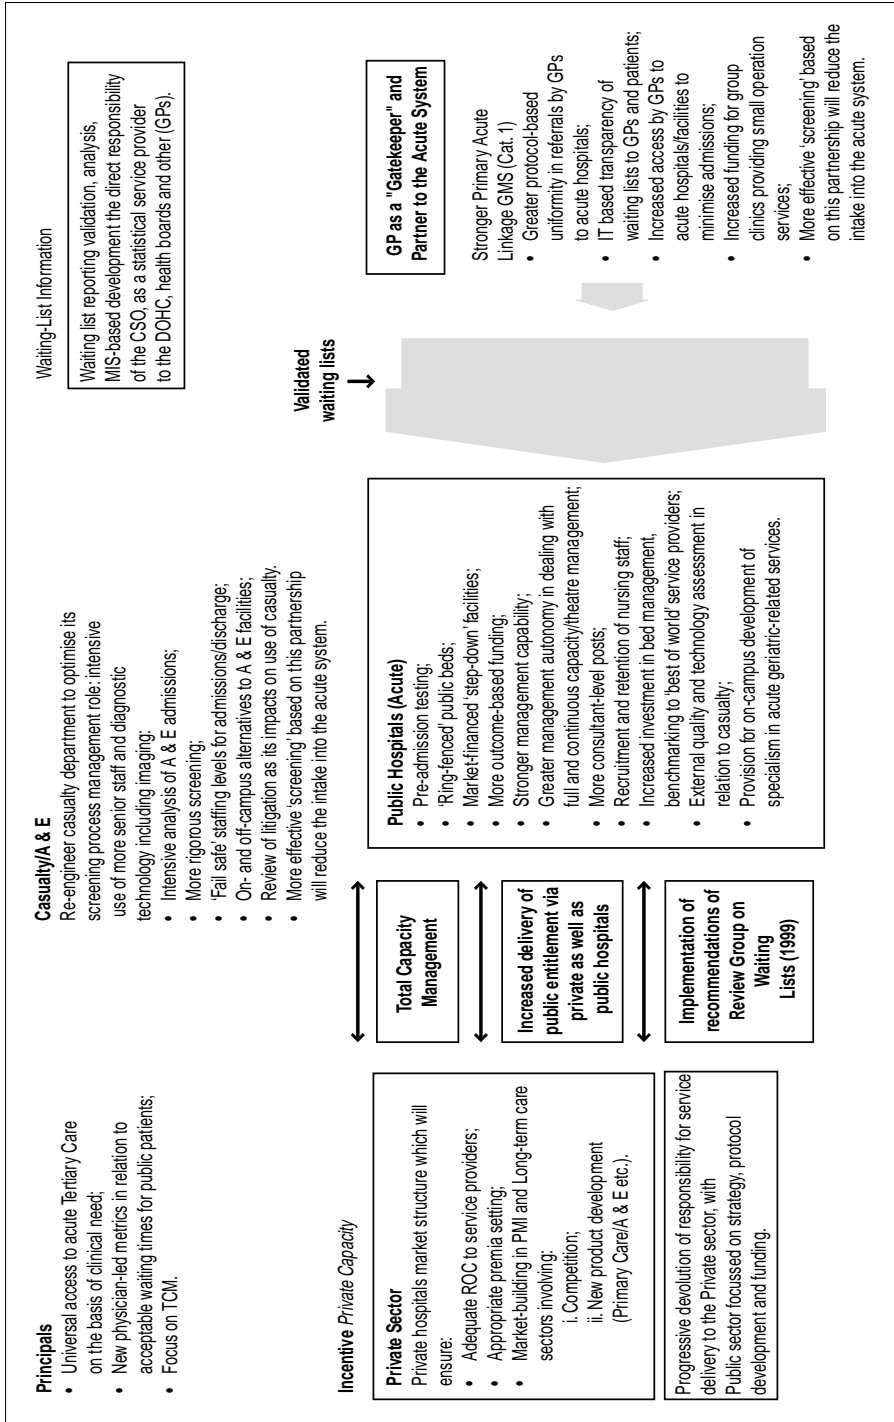 Principals
• Universal access to acute Tertiary Care
on the basis of clinical need;
• New physician-led metrics in relation to
acceptable waiting times for public patients;
• Focus on TCM.
Casualty/A & E
Re-engineer casualty department to optimise its
screening process management role: intensive
use of more senior staff and diagnostic
technology including imaging;
• Intensive analysis of A & E admissions;
• More rigorous screening;
• 'Fail safe' staffing levels for admissions/discharge;
• On- and off-campus alternatives to A & E facilities;
• Review of litigation as its impacts on use of casualty.
• More effective 'screening' based on this partnership
will reduce the intake into the acute system.
Waiting-List Information
Waiting list reporting validation, analysis,
MIS-based development the direct responsibility
of the CSO, as a statistical service provider
to the DOHC, health boards and other (GPs).
Incentive Private Capacity
Private Sector
Private hospitals market structure which will
ensure:
• Adequate ROC to service providers;
• Appropriate premia setting;
• Market-building in PMI and Long-term care
sectors involving:
i. Competition;
ii. New product development
(Primary Care/A & E etc.).
Progressive devolution of responsibility for service
delivery to the Private sector, with
Public sector focussed on strategy, protocol
development and funding.
Total Capacity
Management
Increased delivery of
public entitlement via
private as well as
public hospitals
Implementation of
recommendations of
Review Group on
Waiting
Lists (1999)
Public Hospitals (Acute)
• Pre-admission testing;
• 'Ring-fenced' public beds;
• Market-financed 'step-down' facilities;
• More outcome-based funding;
• Stronger management capability;
• Greater management autonomy in dealing with
full and continuous capacity/theatre management;
• More consultant-level posts;
• Recruitment and retention of nursing staff;
• Increased investment in bed management,
benchmarking to 'best of world' service providers;
• External quality and technology assessment in
relation to casualty;
• Provision for on-campus development of
specialism in acute geriatric-related services.
Validated
waiting lists
GP as a "Gatekeeper" and
Partner to the Acute System
Stronger Primary Acute
Linkage GMS (Cat. 1)
• Greater protocol-based
uniformity in referrals by GPs
to acute hospitals;
• IT based transparency of
waiting lists to GPs and patients;
• Increased access by GPs to
acute hospitals/facilities to
minimise admissions;
• Increased funding for group
clinics providing small operation
services;
• More effective 'screening' based
on this partnership will reduce the
intake into the acute system.